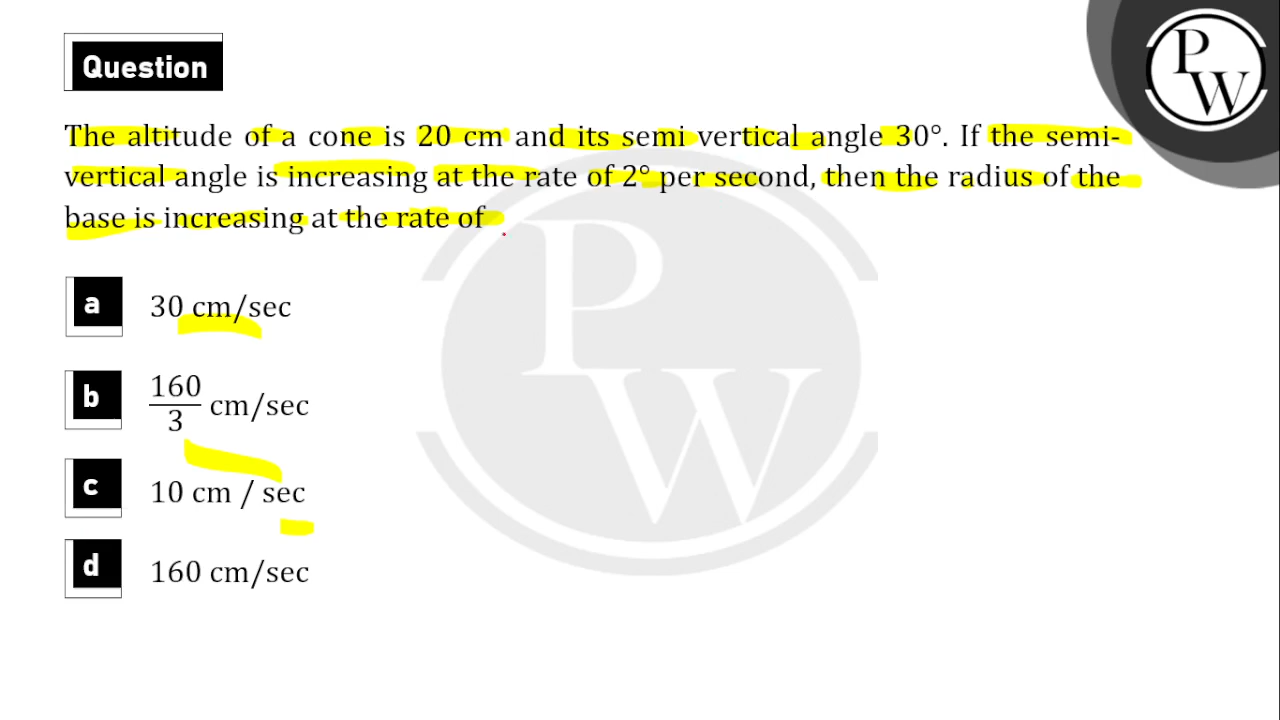 Question
PW
The altitude of a cone is 20 cm and its semi vertical angle 30°. If the semi-
vertical angle is increasing at the rate of 2° per second, then the radius of the
base is increasing at the rate of
a 30 cm/sec
b 160/3 cm/sec
c 10 cm / sec
d 160 cm/sec
PW